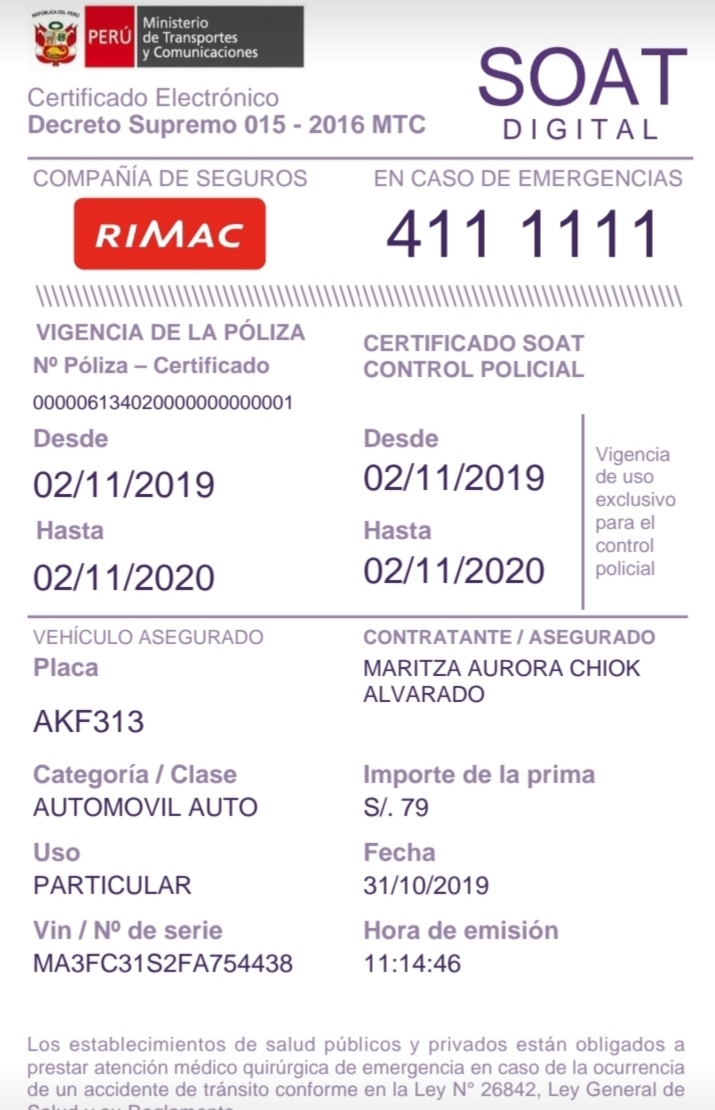 REPÚBLICA DEL PERÚ
PERÚ
Ministerio
de Transportes
y Comunicaciones
SOAT
DIGITAL
Certificado Electrónico
Decreto Supremo 015 - 2016 MTC
COMPAÑÍA DE SEGUROS
RIMAC
EN CASO DE EMERGENCIAS
411 1111
VIGENCIA DE LA PÓLIZA
Nº Póliza – Certificado
000006134020000000000001
Desde
02/11/2019
Hasta
02/11/2020
CERTIFICADO SOAT
CONTROL POLICIAL
Desde
02/11/2019
Hasta
02/11/2020
Vigencia
de uso
exclusivo
para el
control
policial
VEHÍCULO ASEGURADO
Placa
AKF313
Categoría / Clase
AUTOMOVIL AUTO
Uso
PARTICULAR
Vin / Nº de serie
MA3FC31S2FA754438
CONTRATANTE / ASEGURADO
MARITZA AURORA CHIOK
ALVARADO
Importe de la prima
S/. 79
Fecha
31/10/2019
Hora de emisión
11:14:46
Los establecimientos de salud públicos y privados están obligados a
prestar atención médico quirúrgica de emergencia en caso de la ocurrencia
de un accidente de tránsito conforme en la Ley N° 26842, Ley General de
Salud y su Reglamento